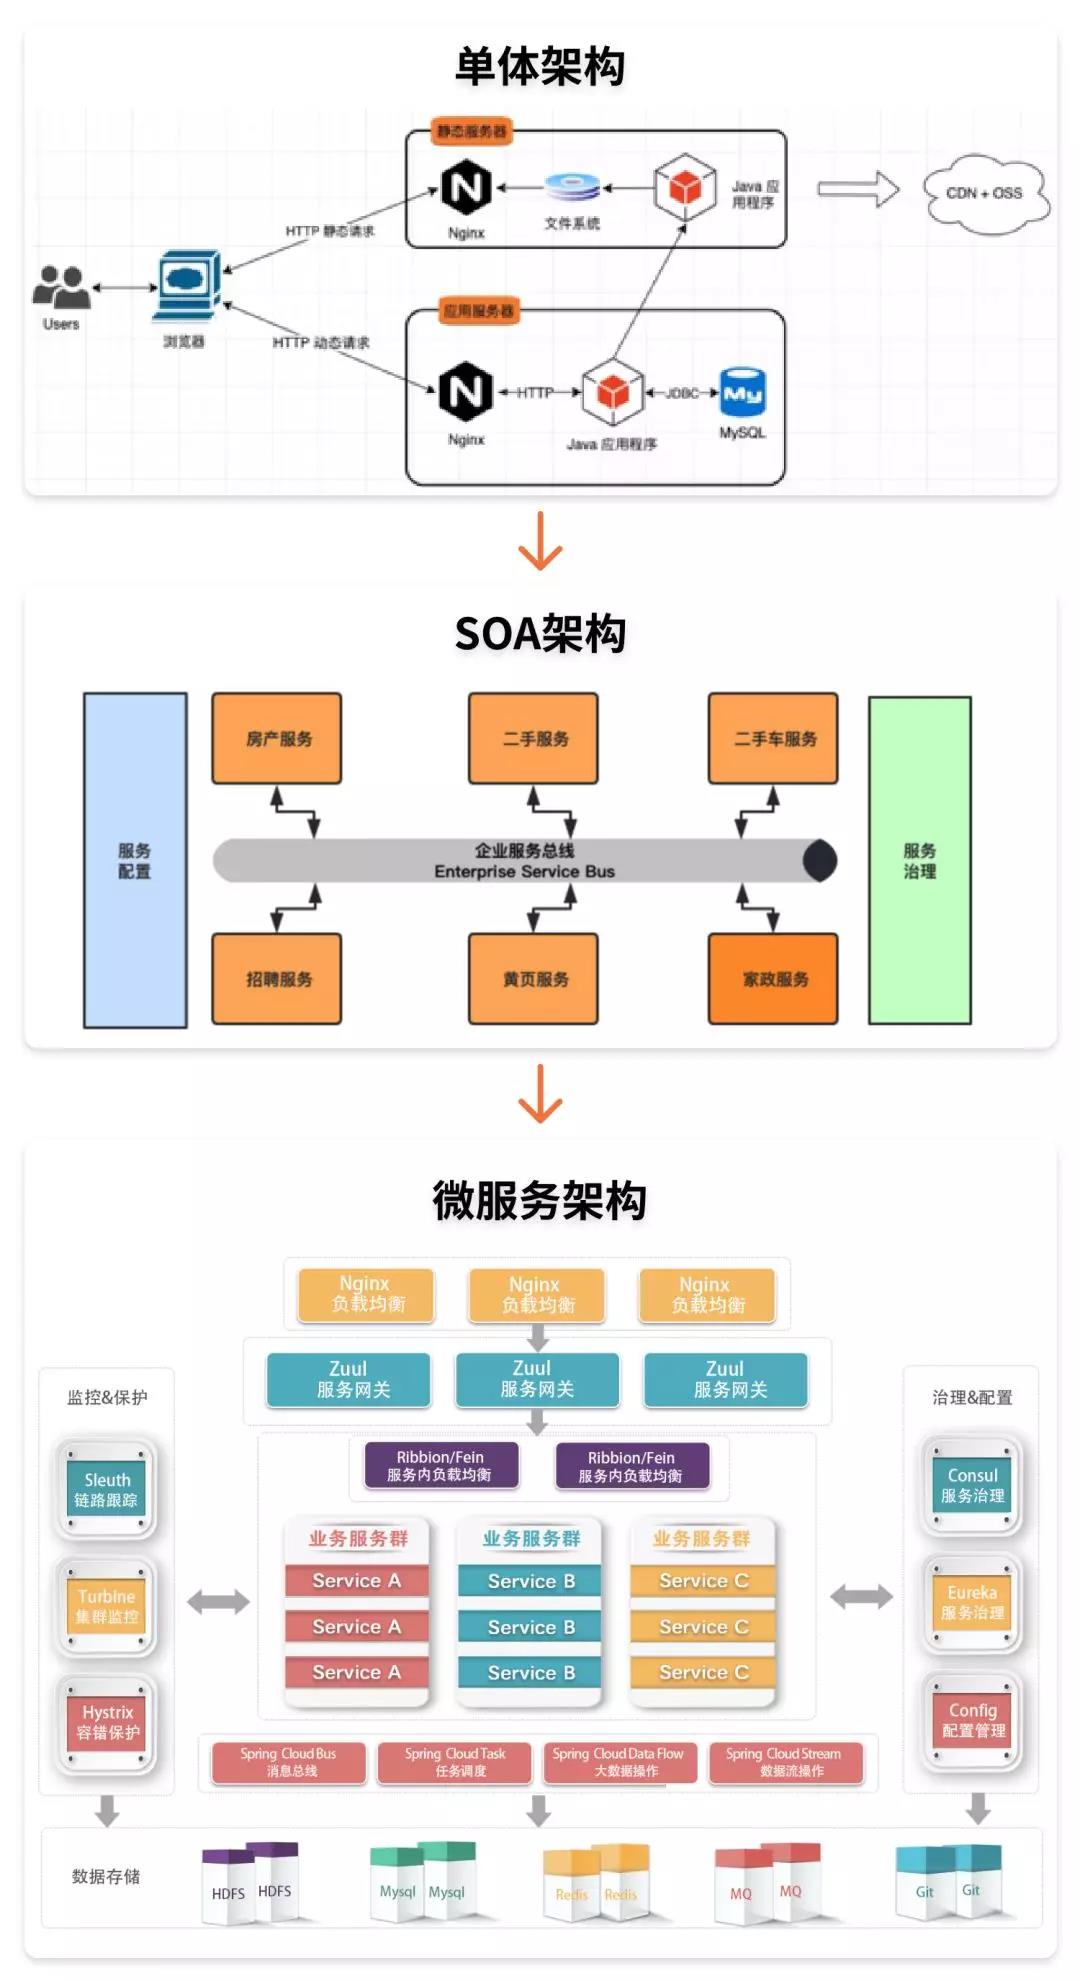 单体架构
静态服务器
Nginx
文件系统
Java 应
用程序
CDN + OSS
HTTP 静态请求
Users
浏览器
HTTP 动态请求
应用服务器
Nginx
HTTP
Java 应用程序
JDBC
My
MySQL
SOA架构
服务
配置
房产服务
二手服务
二手车服务
企业服务总线
Enterprise Service Bus
招聘服务
黄页服务
家政服务
服务
治理
微服务架构
Nginx
负载均衡
Nginx
负载均衡
Nginx
负载均衡
Zuul
服务网关
Zuul
服务网关
Zuul
服务网关
监控&保护
Sleuth
链路跟踪
Turbine
集群监控
Hystrix
容错保护
Ribbion/Fein
服务内负载均衡
Ribbion/Fein
服务内负载均衡
业务服务群
Service A
Service A
Service A
业务服务群
Service B
Service B
Service B
业务服务群
Service C
Service C
Service C
治理&配置
Consul
服务治理
Eureka
服务治理
Config
配置管理
Spring Cloud Bus
消息总线
Spring Cloud Task
任务调度
Spring Cloud Data Flow
大数据操作
Spring Cloud Stream
数据流操作
数据存储
HDFS
HDFS
Mysql
Mysql
Redis
Redis
MQ
MQ
Git
Git